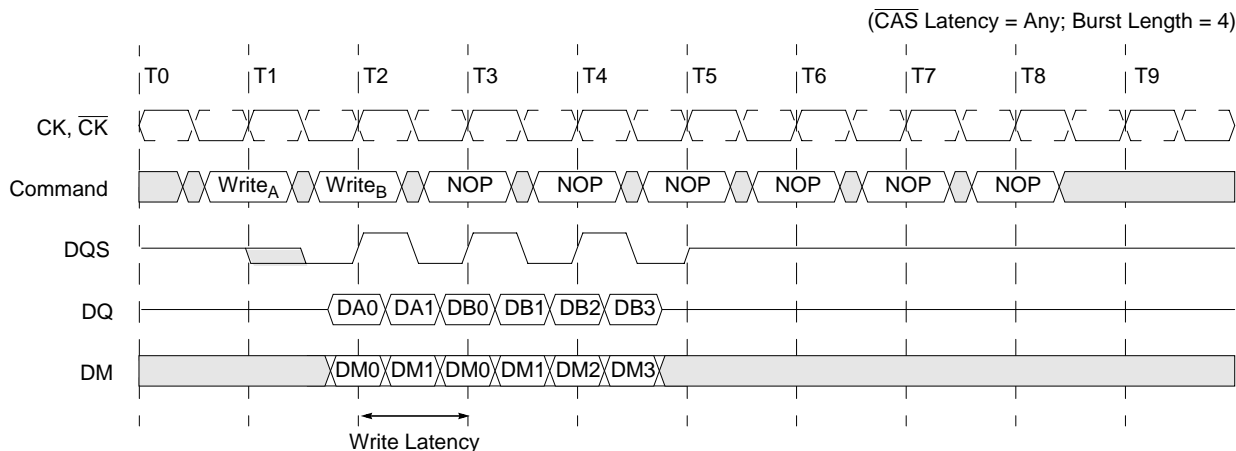 (CAS Latency = Any; Burst Length = 4)
T0 T1 T2 T3 T4 T5 T6 T7 T8 T9
CK, CK
Command WriteA WriteB NOP NOP NOP NOP NOP NOP
DQS
DQ DA0 DA1 DB0 DB1 DB2 DB3
DM DM0 DM1 DM0 DM1 DM2 DM3
Write Latency